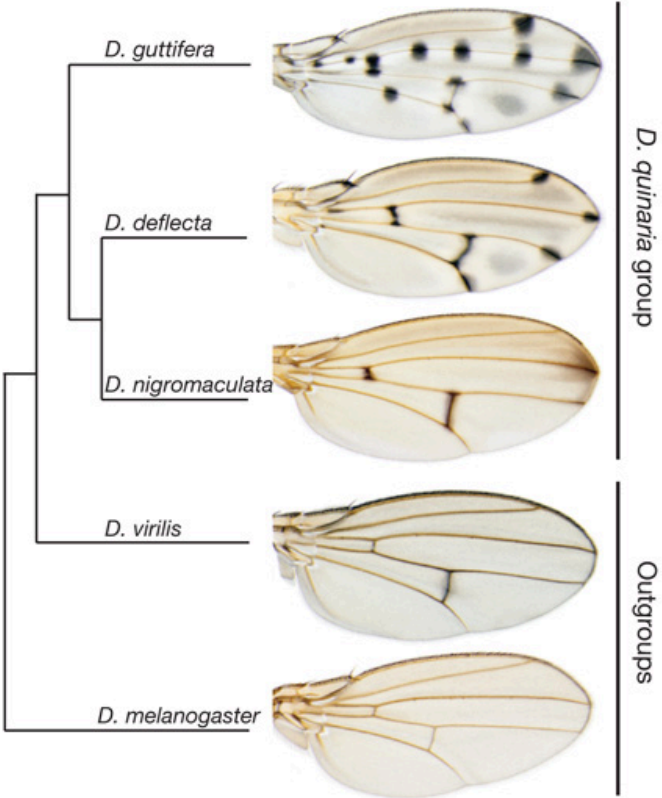 D. guttifera
D. deflecta
D. nigromaculata
D. virilis
D. melanogaster
D. quinaria group
Outgroups